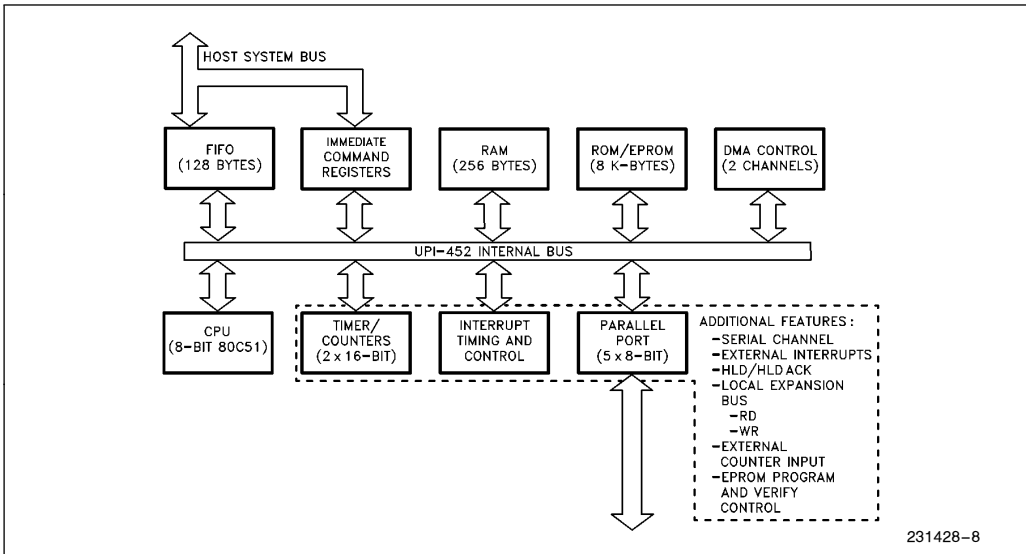 HOST SYSTEM BUS
FIFO
(128 BYTES)
IMMEDIATE
COMMAND
REGISTERS
RAM
(256 BYTES)
ROM/EPROM
(8 K-BYTES)
DMA CONTROL
(2 CHANNELS)
UPI-452 INTERNAL BUS
CPU
(8-BIT 80C51)
TIMER/
COUNTERS
(2 x 16-BIT)
INTERRUPT
TIMING AND
CONTROL
PARALLEL
PORT
(5 x 8-BIT)
ADDITIONAL FEATURES :
-SERIAL CHANNEL
-EXTERNAL INTERRUPTS
-HLD/HLD ACK
-LOCAL EXPANSION
BUS
-RD
-WR
-EXTERNAL
COUNTER INPUT
-EPROM PROGRAM
AND VERIFY
CONTROL
231428-8